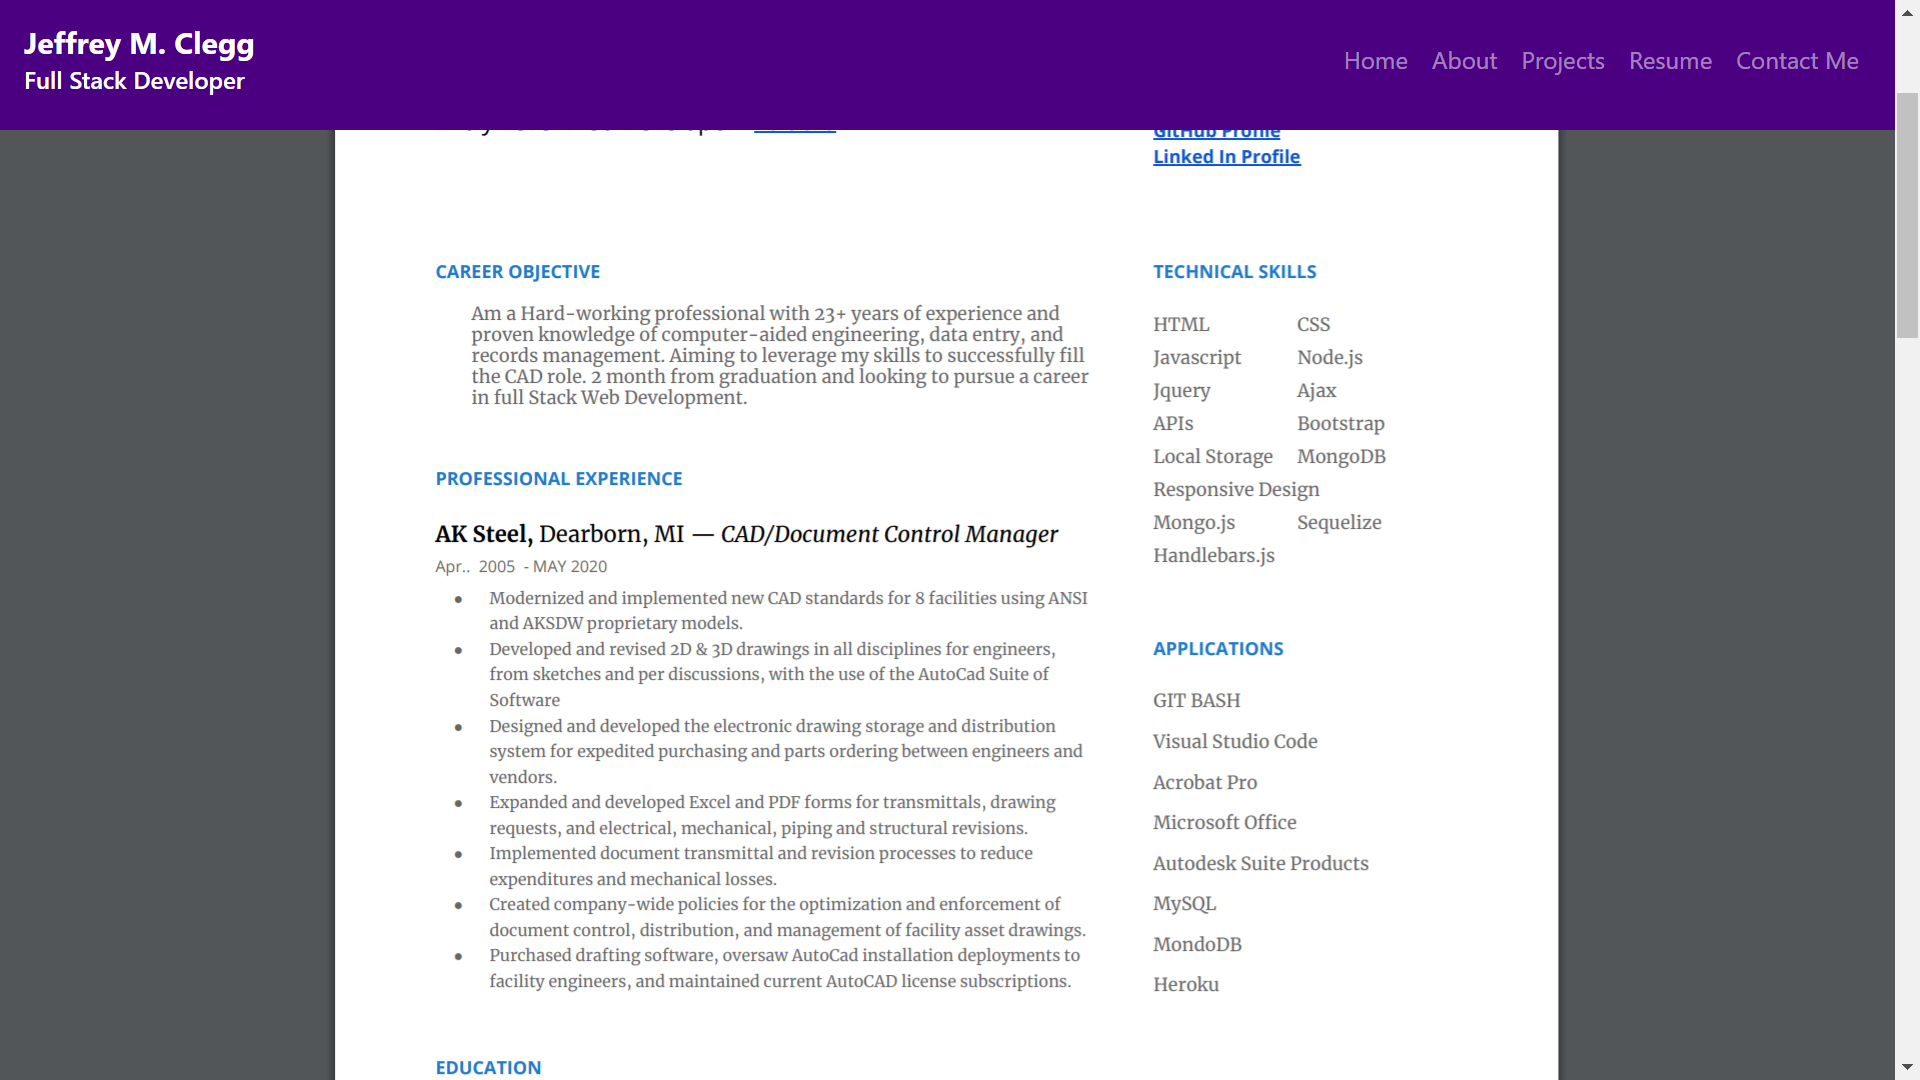 Jeffrey M. Clegg
Full Stack Developer
Home About Projects Resume Contact Me
GitHub Profile
Linked In Profile
CAREER OBJECTIVE
Am a Hard-working professional with 23+ years of experience and
proven knowledge of computer-aided engineering, data entry, and
records management. Aiming to leverage my skills to successfully fill
the CAD role. 2 month from graduation and looking to pursue a career
in full Stack Web Development.
PROFESSIONAL EXPERIENCE
AK Steel, Dearborn, MI — CAD/Document Control Manager
Apr.. 2005 - MAY 2020
● Modernized and implemented new CAD standards for 8 facilities using ANSI
and AKSDW proprietary models.
● Developed and revised 2D & 3D drawings in all disciplines for engineers,
from sketches and per discussions, with the use of the AutoCad Suite of
Software
● Designed and developed the electronic drawing storage and distribution
system for expedited purchasing and parts ordering between engineers and
vendors.
● Expanded and developed Excel and PDF forms for transmittals, drawing
requests, and electrical, mechanical, piping and structural revisions.
● Implemented document transmittal and revision processes to reduce
expenditures and mechanical losses.
● Created company-wide policies for the optimization and enforcement of
document control, distribution, and management of facility asset drawings.
● Purchased drafting software, oversaw AutoCad installation deployments to
facility engineers, and maintained current AutoCAD license subscriptions.
EDUCATION
TECHNICAL SKILLS
HTML CSS
Javascript Node.js
Jquery Ajax
APIs Bootstrap
Local Storage MongoDB
Responsive Design
Mongo.js Sequelize
Handlebars.js
APPLICATIONS
GIT BASH
Visual Studio Code
Acrobat Pro
Microsoft Office
Autodesk Suite Products
MySQL
MondoDB
Heroku